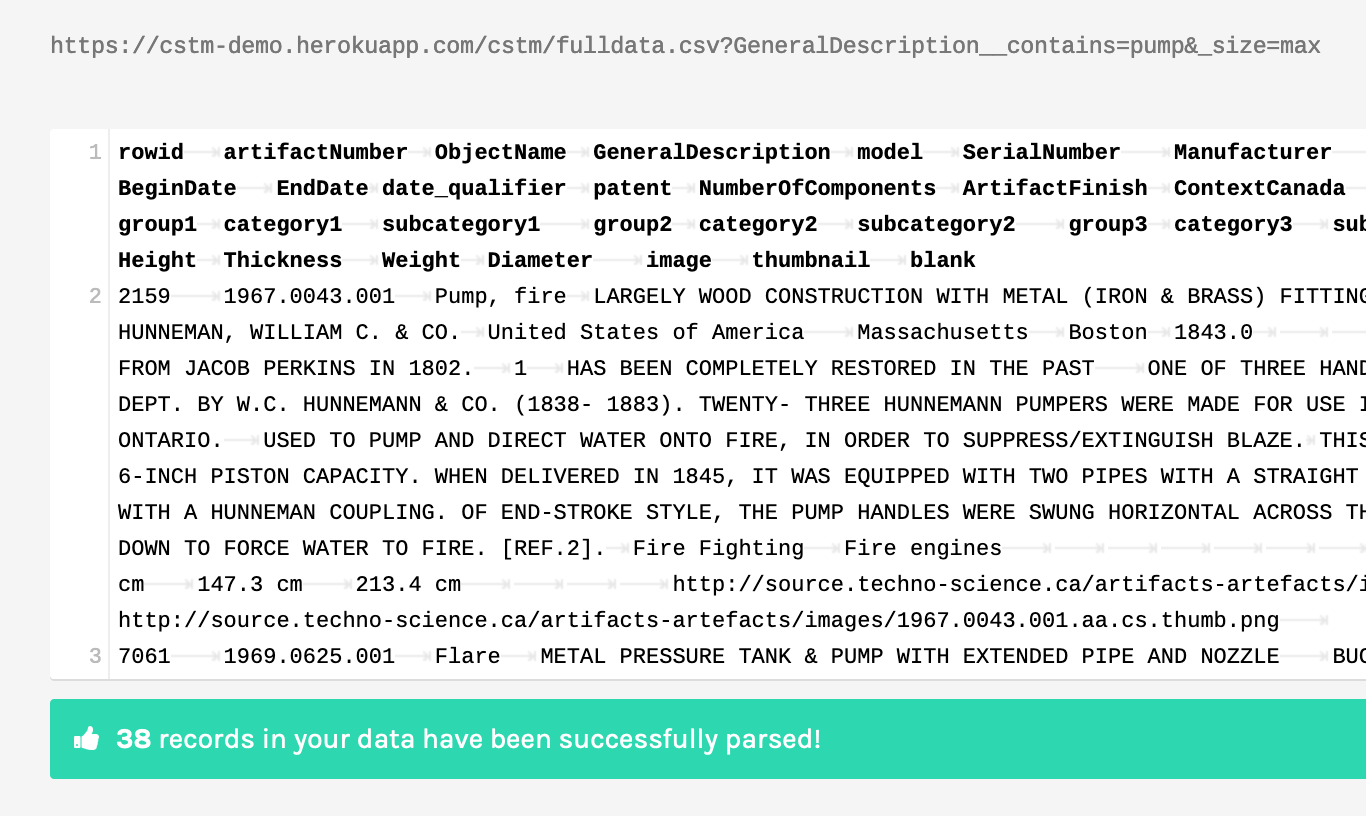 https://cstm-demo.herokuapp.com/cstm/fulldata.csv?GeneralDescription__contains=pump&_size=max
1 rowid artifactNumber ObjectName GeneralDescription model SerialNumber Manufacturer
BeginDate EndDate date_qualifier patent NumberOfComponents ArtifactFinish ContextCanada
group1 category1 subcategory1 group2 category2 subcategory2 group3 category3 sub
Height Thickness Weight Diameter image thumbnail blank
2 2159 1967.0043.001 Pump, fire LARGELY WOOD CONSTRUCTION WITH METAL (IRON & BRASS) FITTING
HUNNEMAN, WILLIAM C. & CO. United States of America Massachusetts Boston 1843.0
FROM JACOB PERKINS IN 1802. 1 HAS BEEN COMPLETELY RESTORED IN THE PAST ONE OF THREE HAND
DEPT. BY W.C. HUNNEMANN & CO. (1838- 1883). TWENTY- THREE HUNNEMANN PUMPERS WERE MADE FOR USE I
ONTARIO. USED TO PUMP AND DIRECT WATER ONTO FIRE, IN ORDER TO SUPPRESS/EXTINGUISH BLAZE. THIS
6-INCH PISTON CAPACITY. WHEN DELIVERED IN 1845, IT WAS EQUIPPED WITH TWO PIPES WITH A STRAIGHT
WITH A HUNNEMAN COUPLING. OF END-STROKE STYLE, THE PUMP HANDLES WERE SWUNG HORIZONTAL ACROSS TH
DOWN TO FORCE WATER TO FIRE. [REF.2]. Fire Fighting Fire engines
cm 147.3 cm 213.4 cm http://source.techno-science.ca/artifacts-artefacts/i
http://source.techno-science.ca/artifacts-artefacts/images/1967.0043.001.aa.cs.thumb.png
3 7061 1969.0625.001 Flare METAL PRESSURE TANK & PUMP WITH EXTENDED PIPE AND NOZZLE BUO
38 records in your data have been successfully parsed!